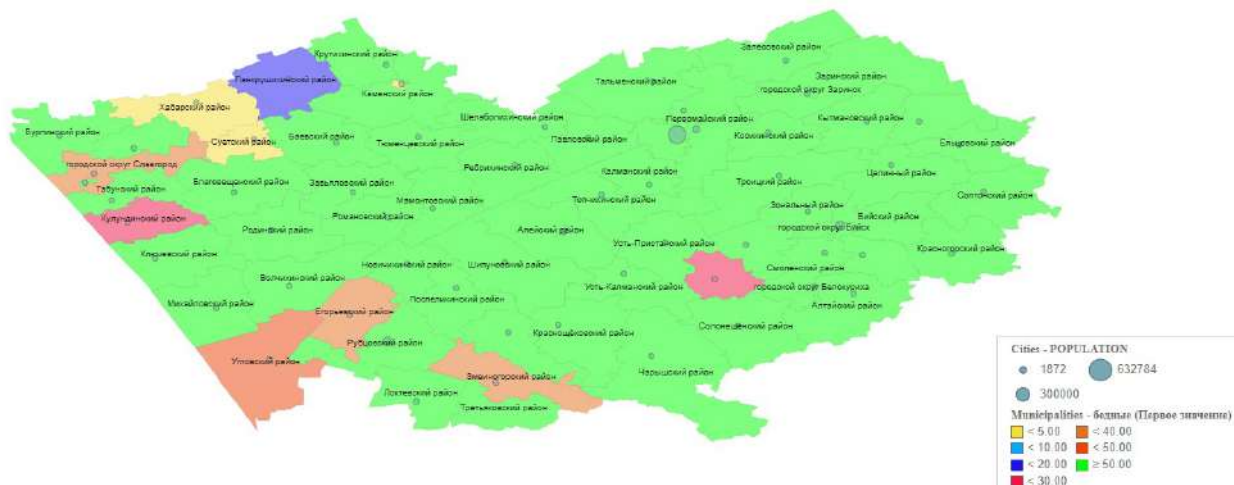 Залесовский район
Крутихинский район
Панкрушихинский район
Тальменский район
Заринский район
городской округ Заринск
Каменский район
Хабарский район
Шелаболихинский район
Первомайский район
Кытмановский район
Бурлинский район
Суетский район
Баевский район
Тюменцевский район
Павловский район
Косихинский район
Ельцовский район
городской округ Славгород
Ребрихинский район
Калманский район
Троицкий район
Целинный район
Табунский район
Благовещенский район
Завьяловский район
Мамонтовский район
Топчихинский район
Солтонский район
Кулундинский район
Романовский район
Зональный район
Бийский район
Родинский район
Алейский район
городской округ Бийск
Усть-Пристанский район
Красногорский район
Ключевский район
Новичихинский район
Шипуновский район
Смоленский район
Волчихинский район
Усть-Калманский район
городской округ Белокуриха
Михайловский район
Поспелихинский район
Алтайский район
Егорьевский район
Краснощёковский район
Солонешенский район
Рубцовский район
Угловский район
Чарышский район
Змеиногорский район
Локтевский район
Третьяковский район
Cities - POPULATION
1872 632784
300000
Municipalities - бедные (Первое значение)
< 5.00 < 40.00
< 10.00 < 50.00
< 20.00 ≥ 50.00
< 30.00